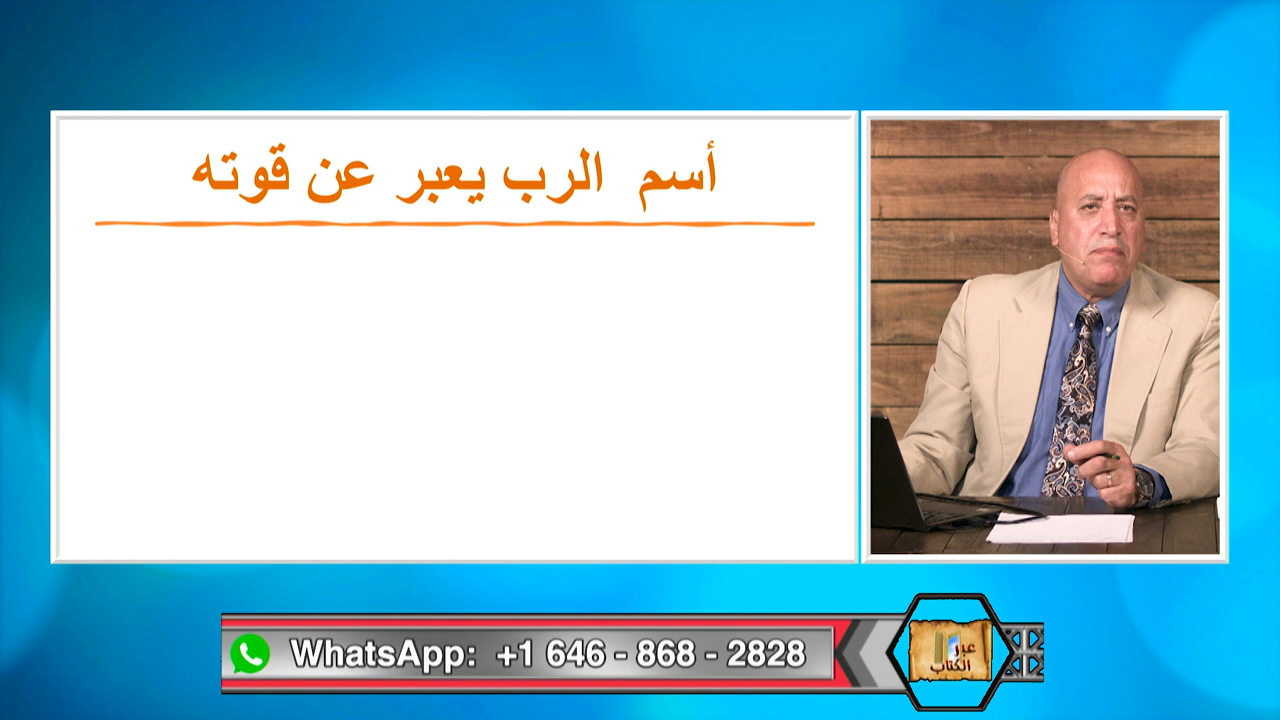 أسم الرب يعبر عن قوته
WhatsApp: +1 646 - 868 - 2828
عبر
الكتاب